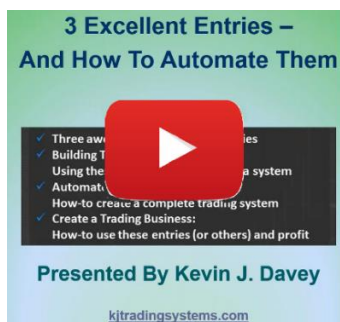 3 Excellent Entries –
And How To Automate Them
✓ Three aw ies
✓ Building T
Using the a system
✓ Automat
How-to create a complete trading system
✓ Create a Trading Business:
How-to use these entries (or others) and profit
Presented By Kevin J. Davey
kjtradingsystems.com